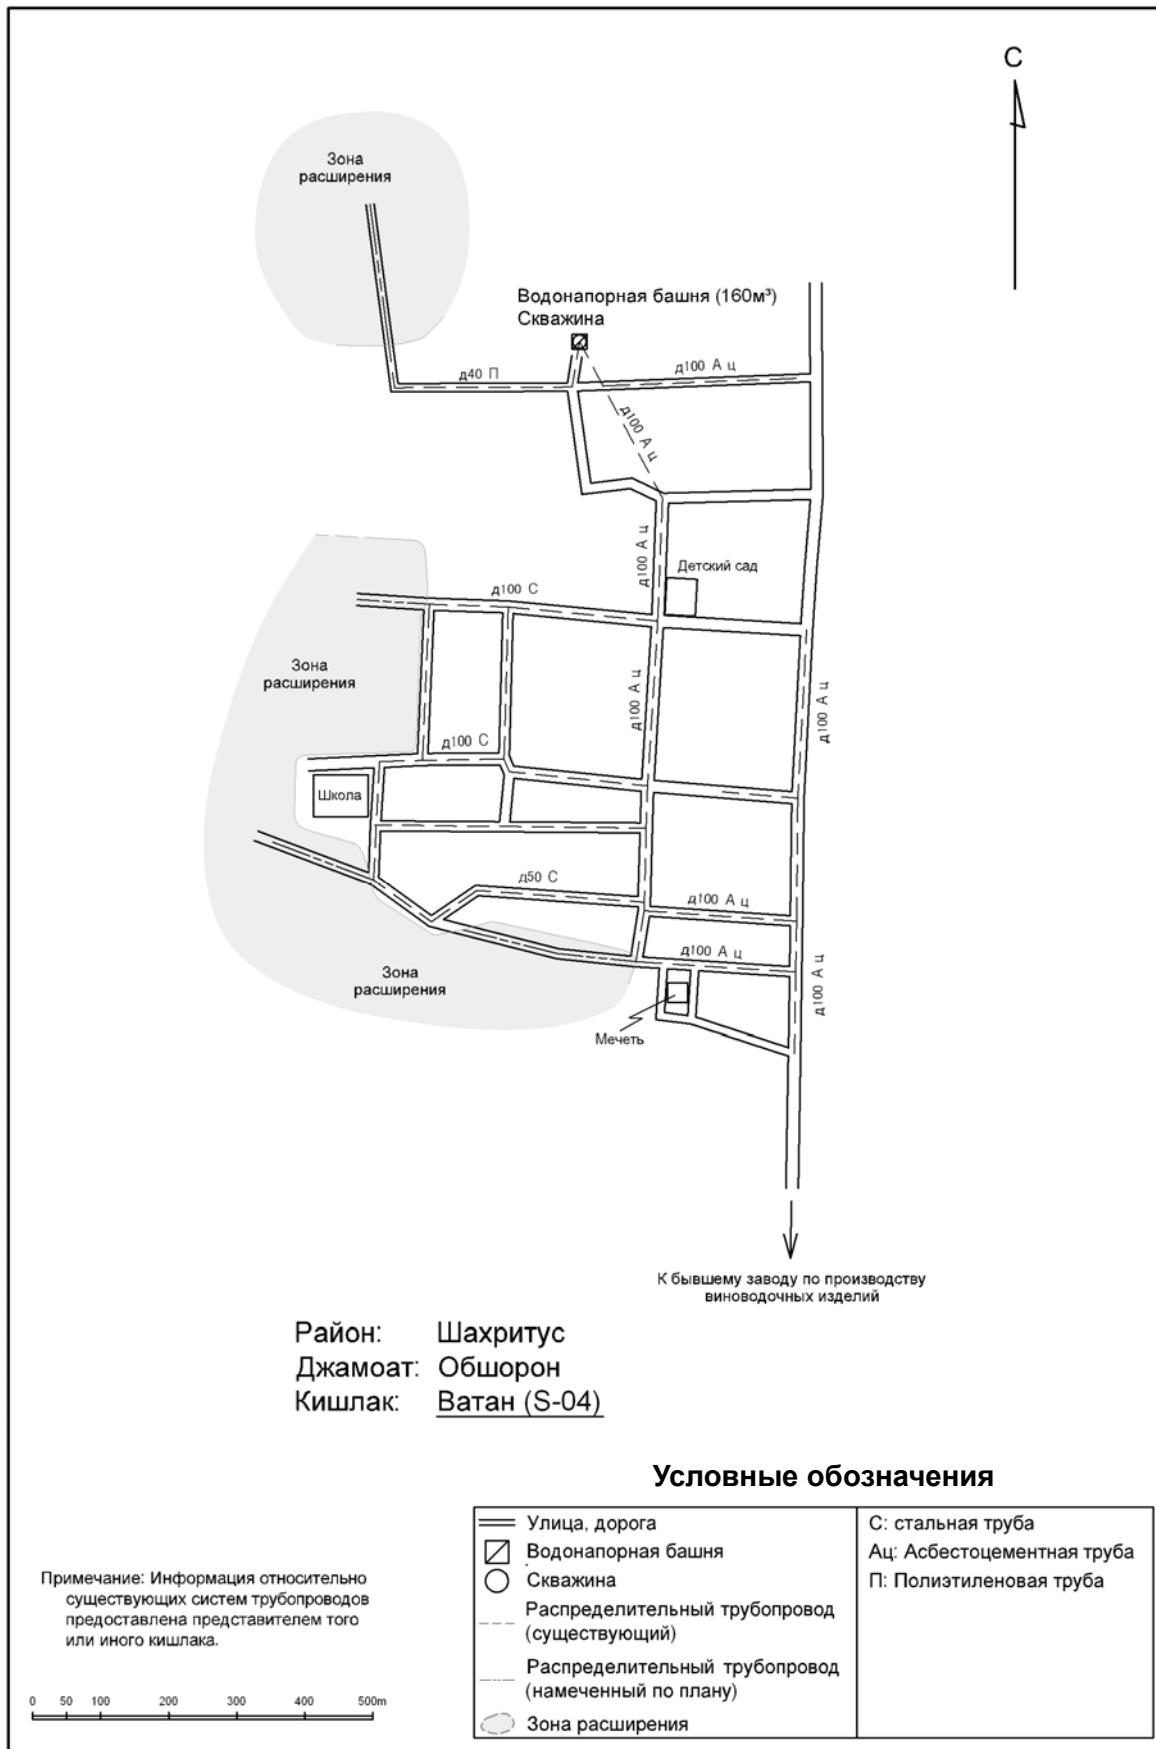 С
Зона
расширения
Водонапорная башня (160м³)
Скважина
д40 П
д100 А ц
д100 А ц
д100 А ц
Детский сад
д100 С
Зона
расширения
д100 А ц
д100 А ц
д100 С
Школа
д50 С
д100 А ц
д100 А ц
Зона
расширения
д100 А ц
Мечеть
К бывшему заводу по производству
виноводочных изделий
Район: Шахритус
Джамоат: Обшорон
Кишлак: Ватан (S-04)
Условные обозначения
Улица, дорога
Водонапорная башня
Скважина
Распределительный трубопровод
(существующий)
Распределительный трубопровод
(намеченный по плану)
Зона расширения
С: стальная труба
Ац: Асбестоцементная труба
П: Полиэтиленовая труба
Примечание: Информация относительно
существующих систем трубопроводов
предоставлена представителем того
или иного кишлака.
0 50 100 200 300 400 500m